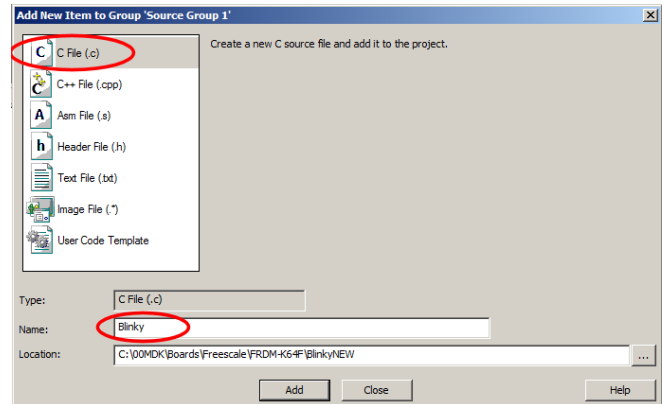 Add New Item to Group 'Source Group 1'
C File (.c)
Create a new C source file and add it to the project.
C++ File (.cpp)
Asm File (.s)
Header File (.h)
Text File (.txt)
Image File (.*)
User Code Template
Type: C File (.c)
Name: Blinky
Location: C:\00MDK\Boards\Freescale\FRDM-K64F\BlinkyNEW ...
Add Close Help